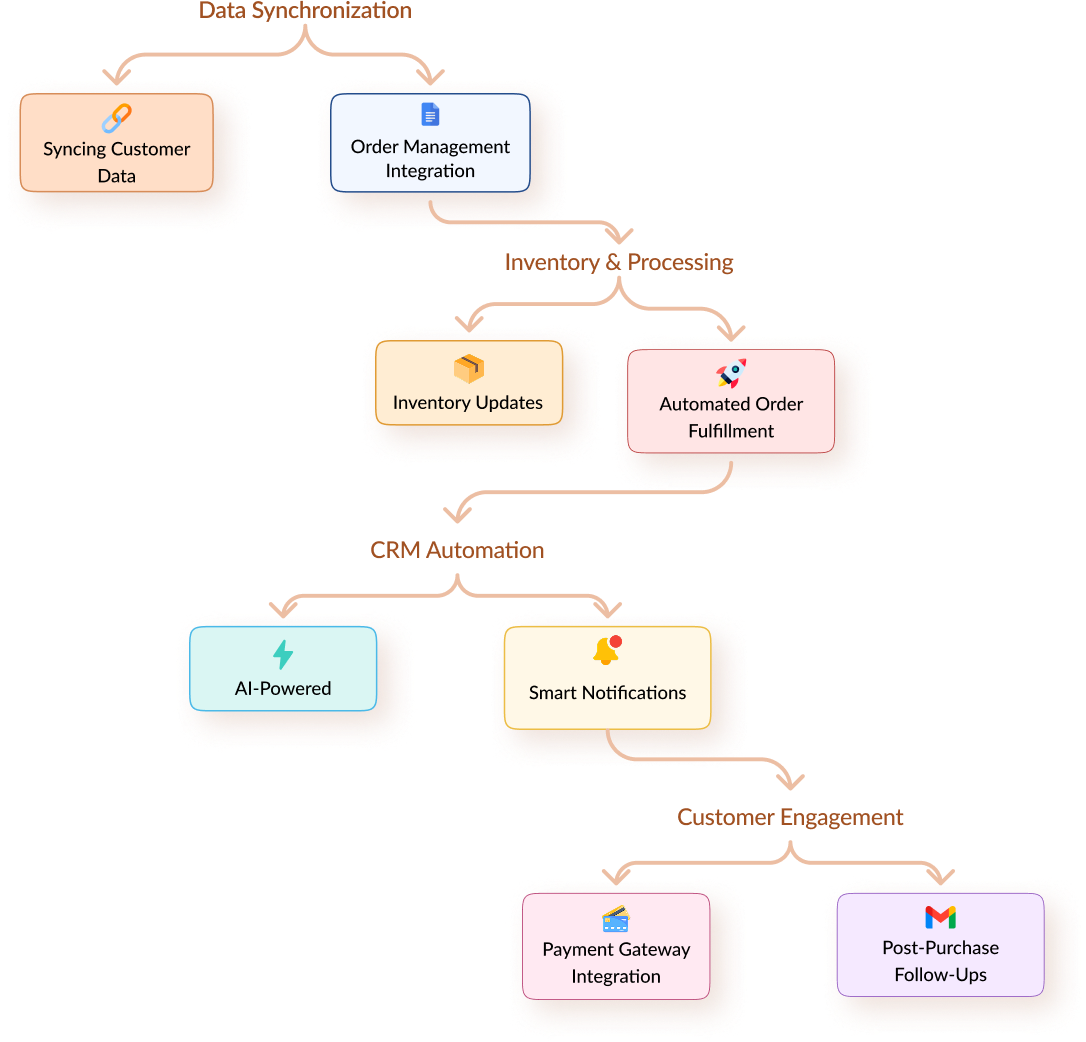 Data Synchronization
Syncing Customer
Data
Order Management
Integration
Inventory & Processing
Inventory Updates
Automated Order
Fulfillment
CRM Automation
AI-Powered
Smart Notifications
Customer Engagement
Payment Gateway
Integration
Post-Purchase
Follow-Ups